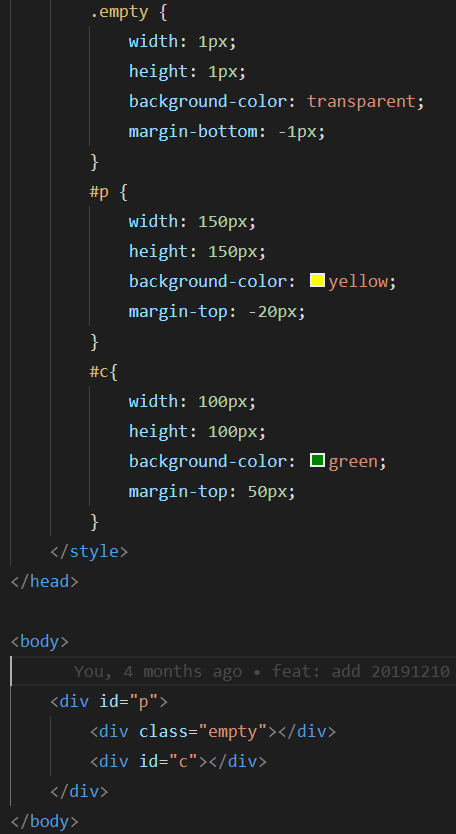 .empty {
width: 1px;
height: 1px;
background-color: transparent;
margin-bottom: -1px;
}
#p {
width: 150px;
height: 150px;
background-color: yellow;
margin-top: -20px;
}
#c{
width: 100px;
height: 100px;
background-color: green;
margin-top: 50px;
}
</style>
</head>
<body>
You, 4 months ago • feat: add 20191210
<div id="p">
<div class="empty"></div>
<div id="c"></div>
</div>
</body>